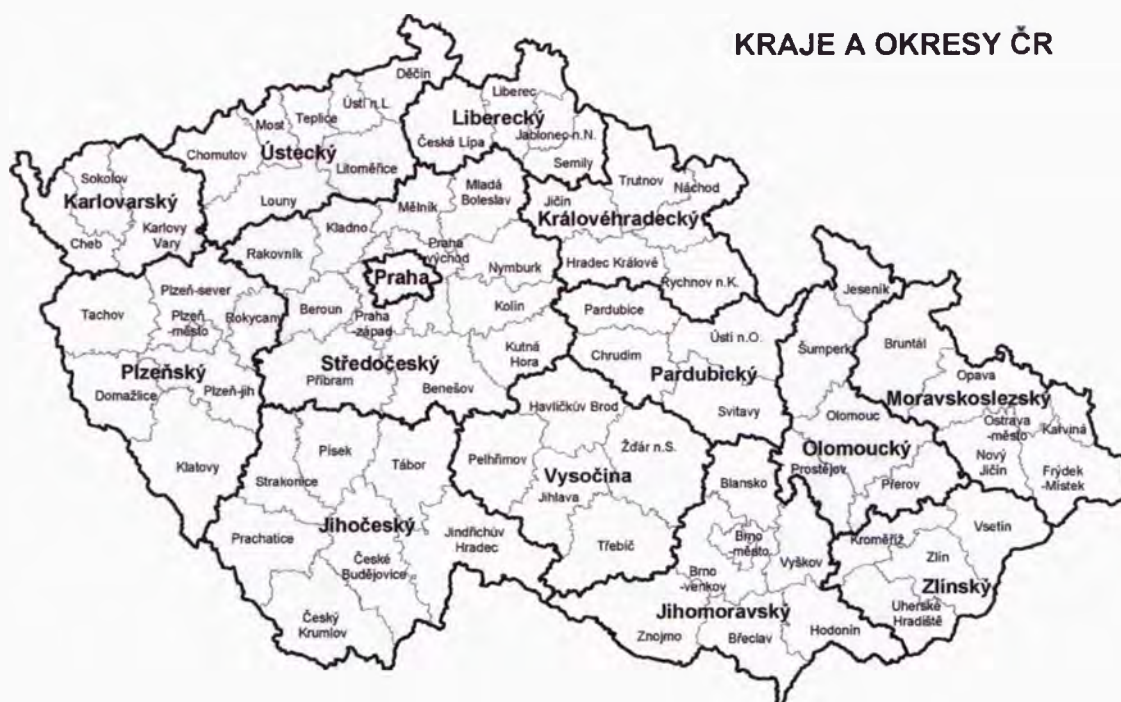 KRAJE A OKRESY ČR
Děčín
Liberec
Ústí n.L.
Teplice
Most
Liberecký
Jablonec n.N.
Česká Lípa
Chomutov
Ústecký
Litoměřice
Semily
Sokolov
Karlovarský
Louny
Mladá
Boleslav
Mělník
Trutnov
Náchod
Jičín
Královéhradecký
Karlovy
Vary
Cheb
Kladno
Rakovník
Praha
-východ
Nymburk
Hradec Králové
Rychnov n.K.
Praha
Jeseník
Plzeň-sever
Tachov
Plzeň
-město
Rokycany
Beroun
Praha
-západ
Kolín
Pardubice
Ústí n.O.
Šumperk
Bruntál
Kutná
Hora
Chrudim
Středočeský
Příbram
Benešov
Plzeňský
Domažlice
Plzeň-jih
Pardubický
Svitavy
Opava
Moravskoslezský
Ostrava
-město
Karviná
Olomouc
Olomoucký
Havlíčkův Brod
Žďár n.S.
Pelhřimov
Vysočina
Jihlava
Písek
Tábor
Klatovy
Strakonice
Prostějov
Přerov
Nový
Jičín
Frýdek
-Místek
Blansko
Jihočeský
Jindřichův
Hradec
Prachatice
České
Budějovice
Třebíč
Brno
-město
Vyškov
Kroměříž
Vsetín
Zlín
Zlínský
Brno
-venkov
Uherské
Hradiště
Jihomoravský
Český
Krumlov
Znojmo
Břeclav
Hodonín